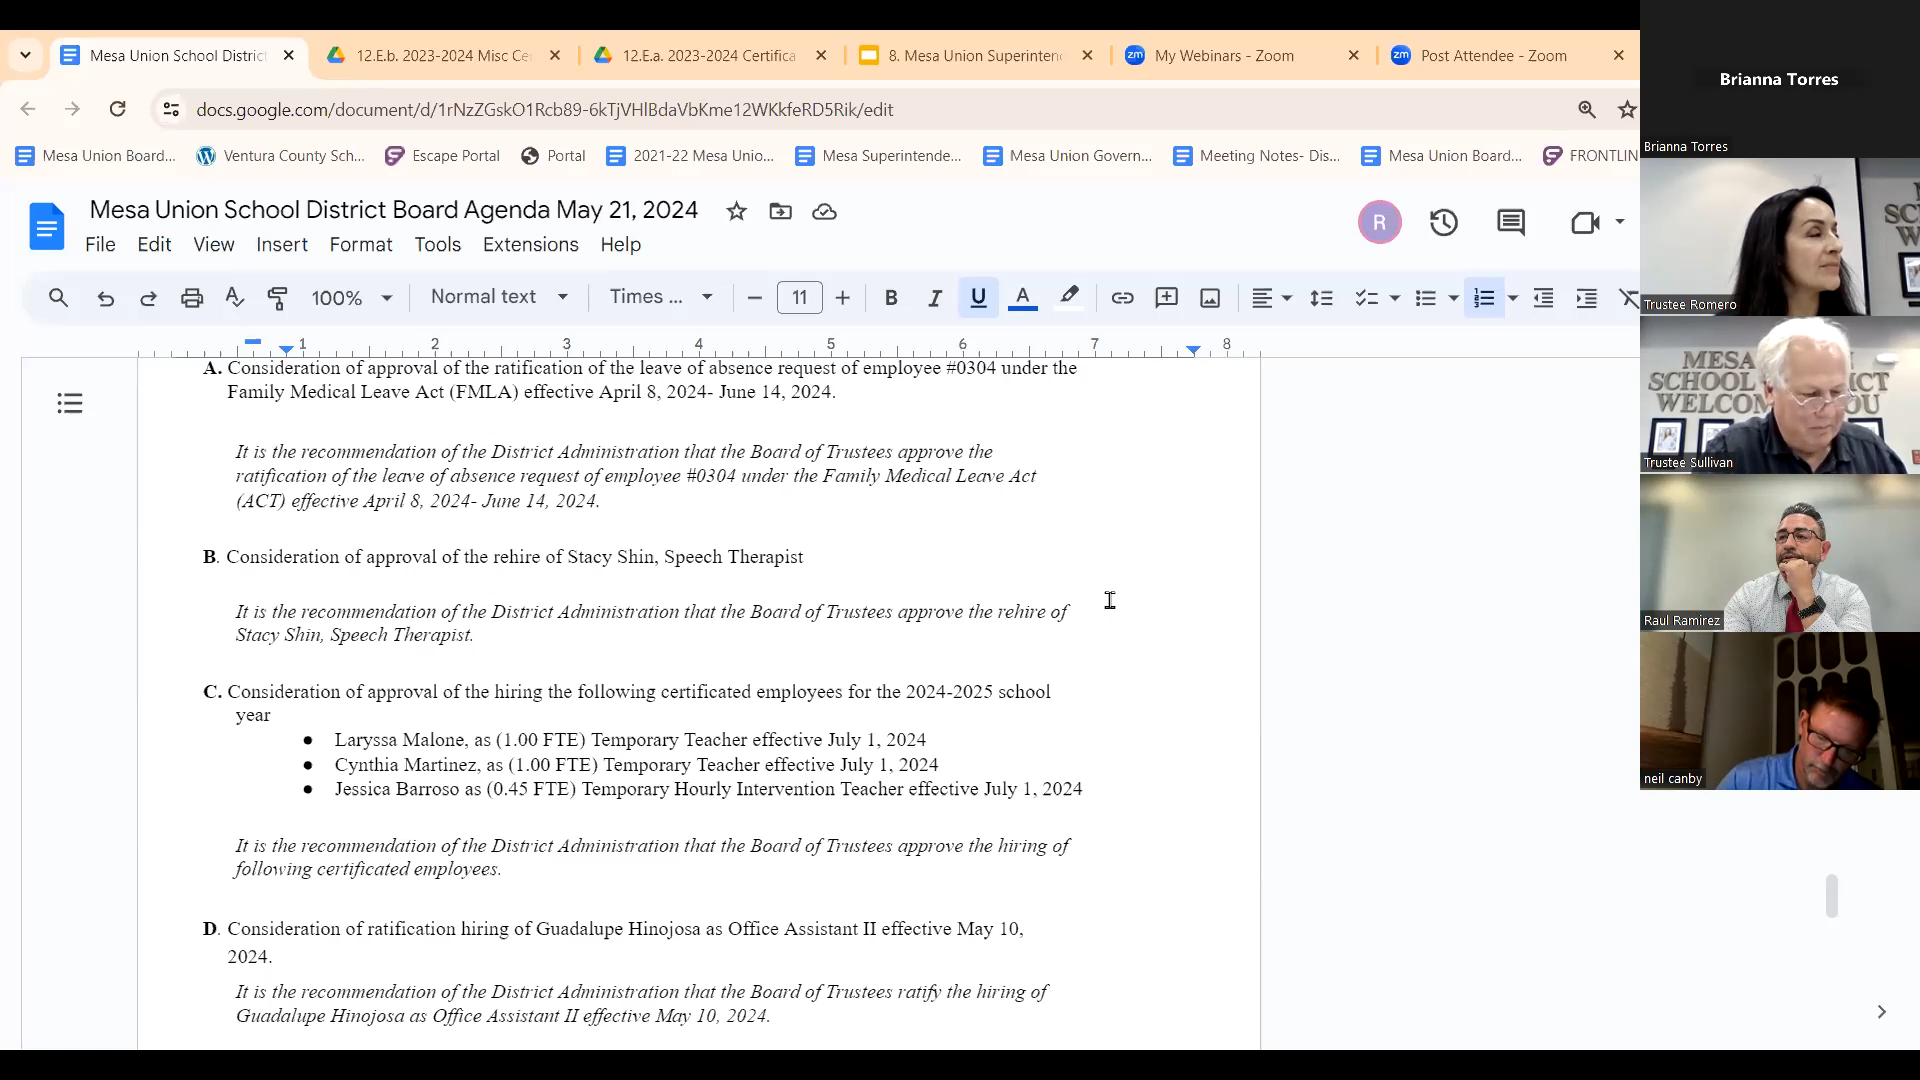 Mesa Union School District
12.E.b. 2023-2024 Misc Ce
12.E.a. 2023-2024 Certifica
8. Mesa Union Superinten
My Webinars - Zoom
Post Attendee - Zoom
docs.google.com/document/d/1rNzZGskO1Rcb89-6kTjVHlBdaVbKme12WKkfeRD5Rik/edit
Mesa Union Board...
Ventura County Sch...
Escape Portal
Portal
2021-22 Mesa Unio...
Mesa Superintende...
Mesa Union Govern...
Meeting Notes- Dis...
Mesa Union Board...
FRONTLIN
Mesa Union School District Board Agenda May 21, 2024
R
File Edit View Insert Format Tools Extensions Help
100% Normal text Times ... 11 B I U A
1 2 3 4 5 6 7 8
A. Consideration of approval of the ratification of the leave of absence request of employee #0304 under the
Family Medical Leave Act (FMLA) effective April 8, 2024- June 14, 2024.
It is the recommendation of the District Administration that the Board of Trustees approve the
ratification of the leave of absence request of employee #0304 under the Family Medical Leave Act
(ACT) effective April 8, 2024- June 14, 2024.
B. Consideration of approval of the rehire of Stacy Shin, Speech Therapist
It is the recommendation of the District Administration that the Board of Trustees approve the rehire of
Stacy Shin, Speech Therapist.
C. Consideration of approval of the hiring the following certificated employees for the 2024-2025 school
year
● Laryssa Malone, as (1.00 FTE) Temporary Teacher effective July 1, 2024
● Cynthia Martinez, as (1.00 FTE) Temporary Teacher effective July 1, 2024
● Jessica Barroso as (0.45 FTE) Temporary Hourly Intervention Teacher effective July 1, 2024
It is the recommendation of the District Administration that the Board of Trustees approve the hiring of
following certificated employees.
D. Consideration of ratification hiring of Guadalupe Hinojosa as Office Assistant II effective May 10,
2024.
It is the recommendation of the District Administration that the Board of Trustees ratify the hiring of
Guadalupe Hinojosa as Office Assistant II effective May 10, 2024.
Brianna Torres
Brianna Torres
Trustee Romero
MESA
SCHOOL
WELCOM
Trustee Sullivan
Raul Ramirez
neil canby